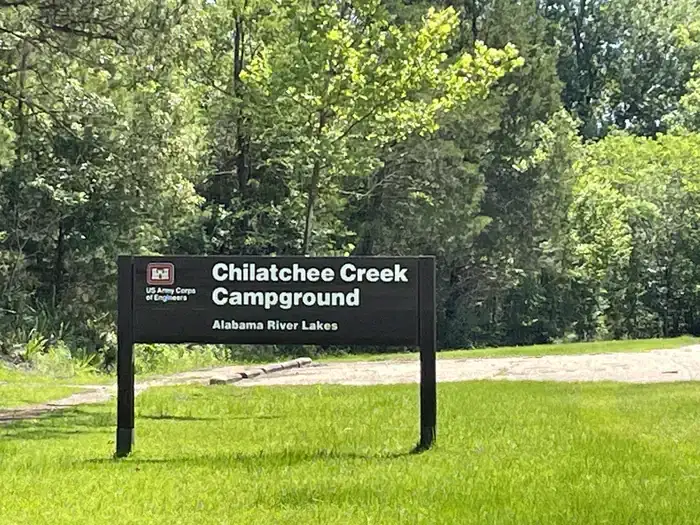 US Army Corps
of Engineers
Chilatchee Creek
Campground
Alabama River Lakes